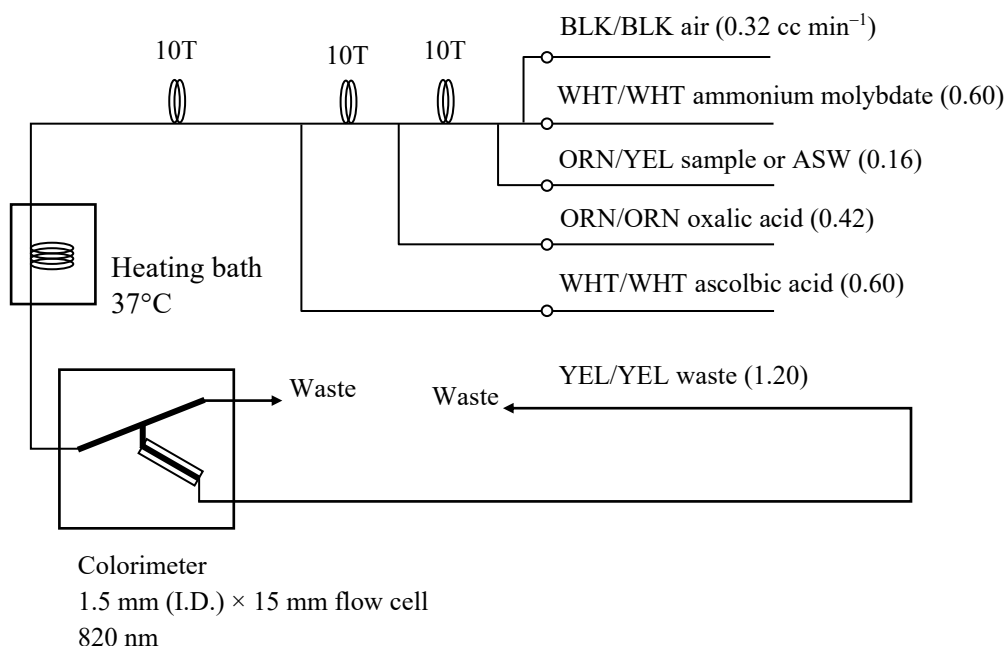 BLK/BLK air (0.32 cc min⁻¹)
10T
10T
10T
WHT/WHT ammonium molybdate (0.60)
ORN/YEL sample or ASW (0.16)
ORN/ORN oxalic acid (0.42)
Heating bath
37°C
WHT/WHT ascolbic acid (0.60)
YEL/YEL waste (1.20)
Waste
Waste
Colorimeter
1.5 mm (I.D.) × 15 mm flow cell
820 nm